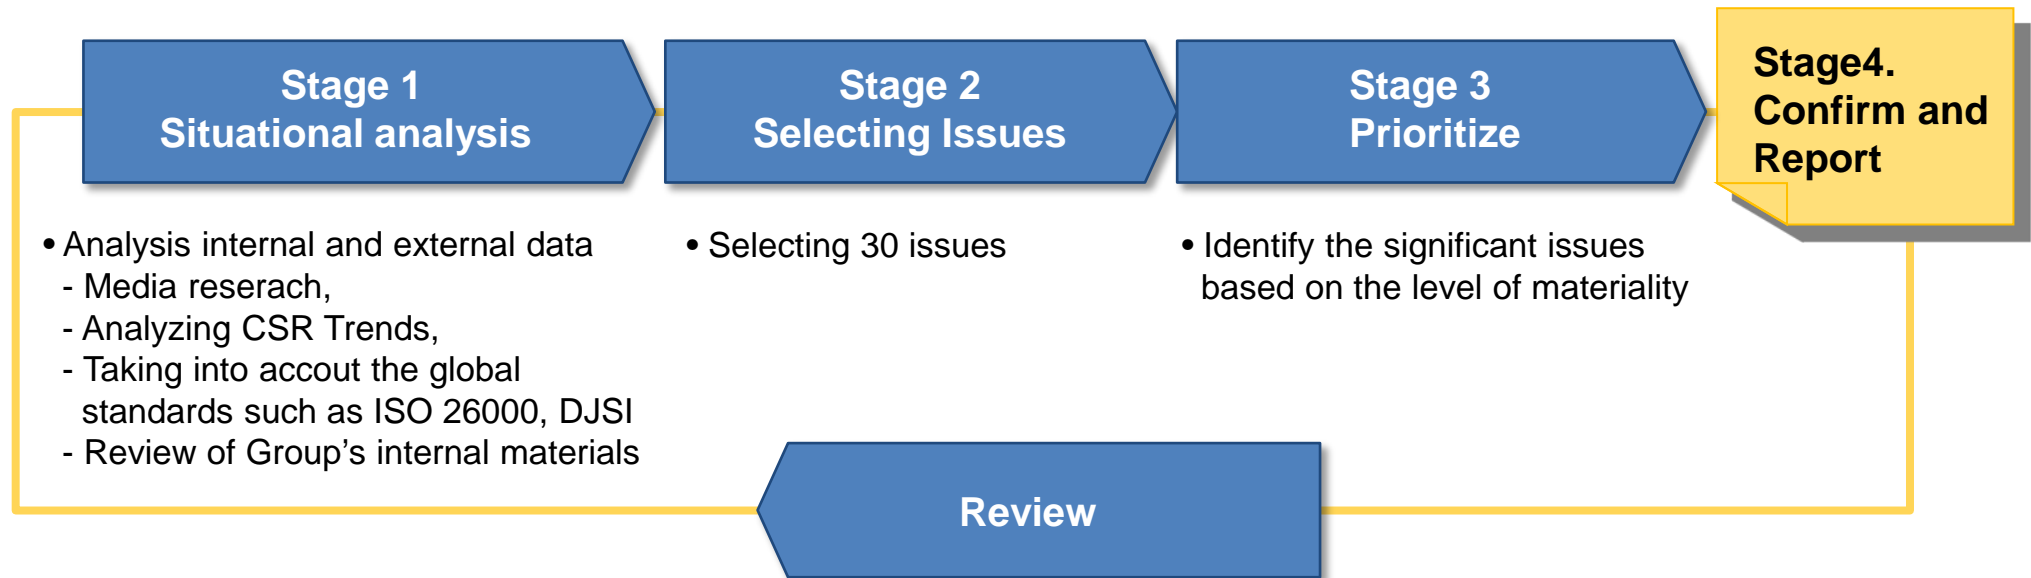 Stage 1
Situational analysis
Stage 2
Selecting Issues
Stage 3
Prioritize
Stage4.
Confirm and
Report
• Analysis internal and external data
- Media reserach,
- Analyzing CSR Trends,
- Taking into accout the global
standards such as ISO 26000, DJSI
- Review of Group’s internal materials
• Selecting 30 issues
• Identify the significant issues
based on the level of materiality
Review